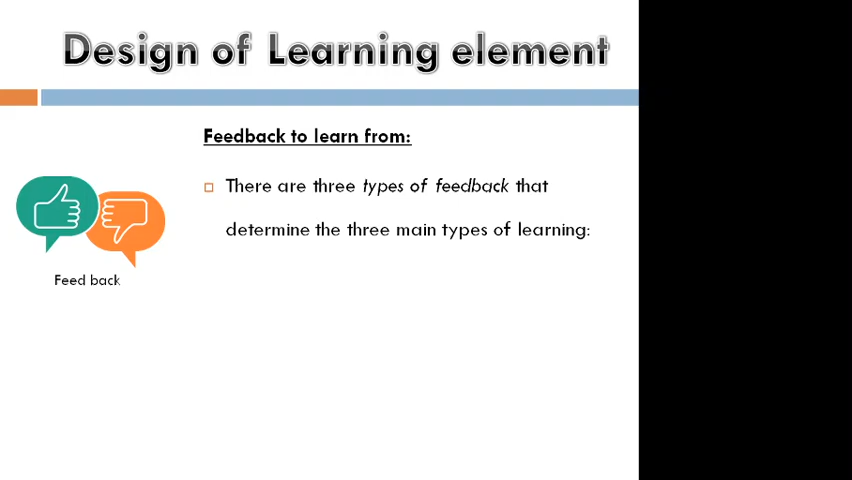 Design of Learning element
Feedback to learn from:
There are three types of feedback that
determine the three main types of learning:
Feed back